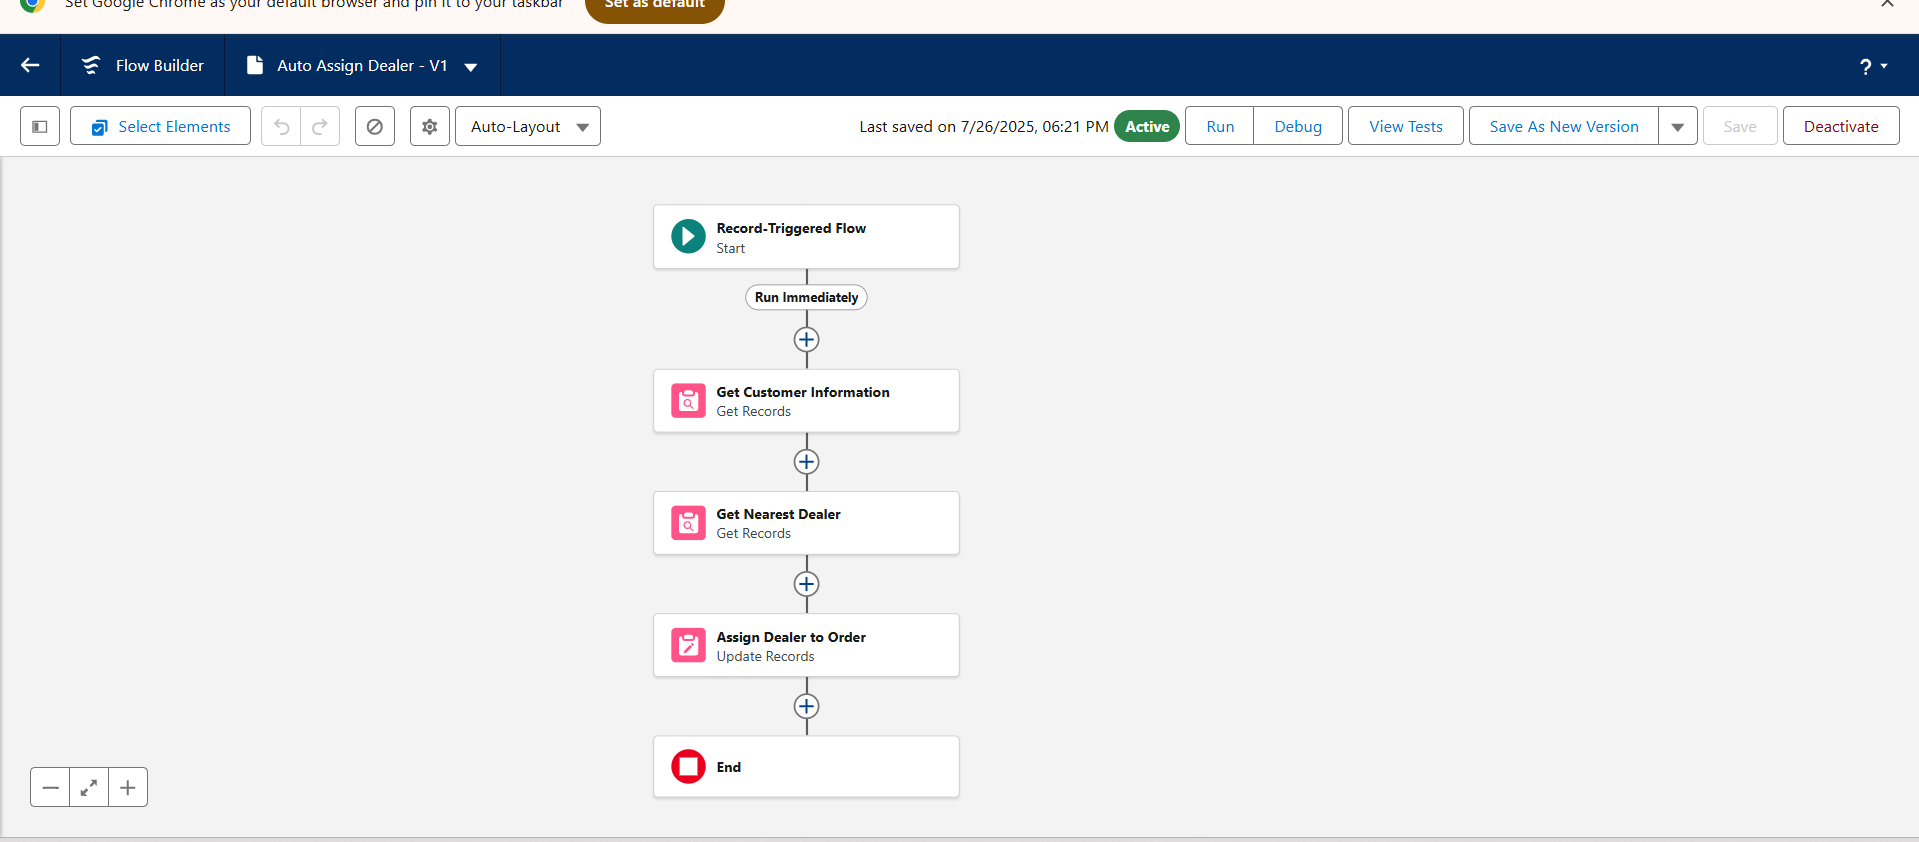 Set Google Chrome as your default browser and pin it to your taskbar
Set as default
Flow Builder
Auto Assign Dealer - V1
?
Select Elements
Auto-Layout
Last saved on 7/26/2025, 06:21 PM
Active
Run
Debug
View Tests
Save As New Version
Save
Deactivate
Record-Triggered Flow
Start
Run Immediately
Get Customer Information
Get Records
Get Nearest Dealer
Get Records
Assign Dealer to Order
Update Records
End